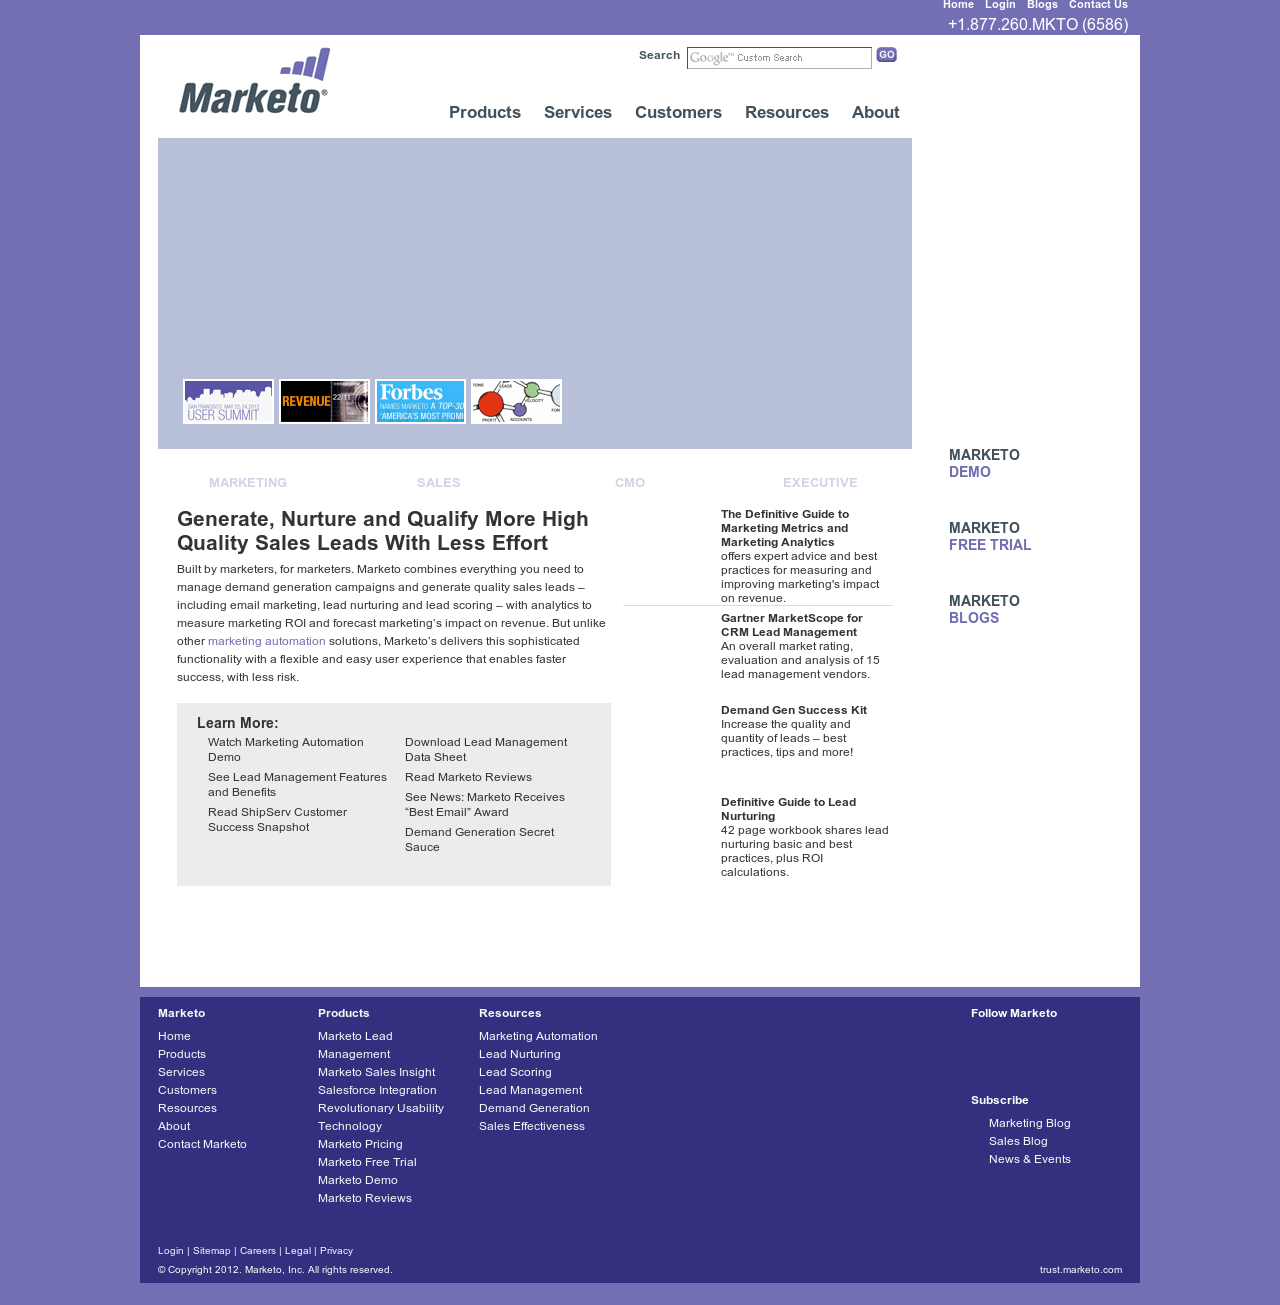 Home Login Blogs Contact Us
+1.877.260.MKTO (6586)
Search Google™ Custom Search GO
Marketo®
Products Services Customers Resources About
SAN FRANCISCO MAY 22-24, 2012
USER SUMMIT
REVENUE
22/11
Forbes
NAMES MARKETO A TOP-30
"AMERICA'S MOST PROMI
LEADS
VELOCITY
FOR
PROFIT
ACCOUNTS
MARKETO
DEMO
MARKETO
FREE TRIAL
MARKETO
BLOGS
MARKETING SALES CMO EXECUTIVE
Generate, Nurture and Qualify More High
Quality Sales Leads With Less Effort
Built by marketers, for marketers. Marketo combines everything you need to
manage demand generation campaigns and generate quality sales leads –
including email marketing, lead nurturing and lead scoring – with analytics to
measure marketing ROI and forecast marketing’s impact on revenue. But unlike
other marketing automation solutions, Marketo’s delivers this sophisticated
functionality with a flexible and easy user experience that enables faster
success, with less risk.
Learn More:
Watch Marketing Automation
Demo
See Lead Management Features
and Benefits
Read ShipServ Customer
Success Snapshot
Download Lead Management
Data Sheet
Read Marketo Reviews
See News: Marketo Receives
“Best Email” Award
Demand Generation Secret
Sauce
The Definitive Guide to
Marketing Metrics and
Marketing Analytics
offers expert advice and best
practices for measuring and
improving marketing's impact
on revenue.
Gartner MarketScope for
CRM Lead Management
An overall market rating,
evaluation and analysis of 15
lead management vendors.
Demand Gen Success Kit
Increase the quality and
quantity of leads – best
practices, tips and more!
Definitive Guide to Lead
Nurturing
42 page workbook shares lead
nurturing basic and best
practices, plus ROI
calculations.
Marketo
Home
Products
Services
Customers
Resources
About
Contact Marketo
Products
Marketo Lead
Management
Marketo Sales Insight
Salesforce Integration
Revolutionary Usability
Technology
Marketo Pricing
Marketo Free Trial
Marketo Demo
Marketo Reviews
Resources
Marketing Automation
Lead Nurturing
Lead Scoring
Lead Management
Demand Generation
Sales Effectiveness
Follow Marketo
Subscribe
Marketing Blog
Sales Blog
News & Events
Login | Sitemap | Careers | Legal | Privacy
© Copyright 2012. Marketo, Inc. All rights reserved.
trust.marketo.com